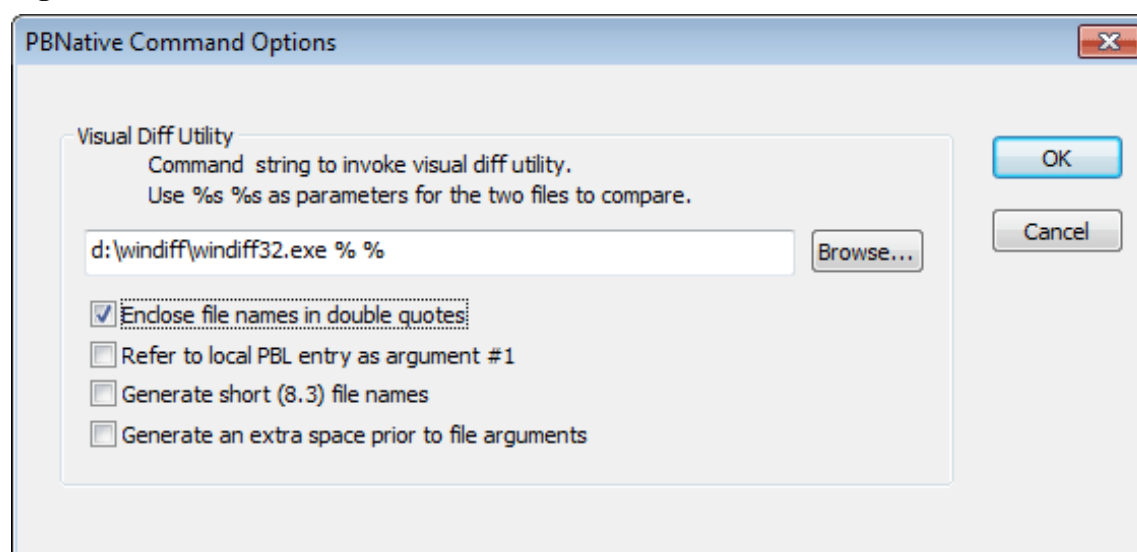 PBNative Command Options
Visual Diff Utility
Command string to invoke visual diff utility.
Use %s %s as parameters for the two files to compare.
OK
Cancel
d:\windiff\windiff32.exe % %
Browse...
Enclose file names in double quotes
Refer to local PBL entry as argument #1
Generate short (8.3) file names
Generate an extra space prior to file arguments